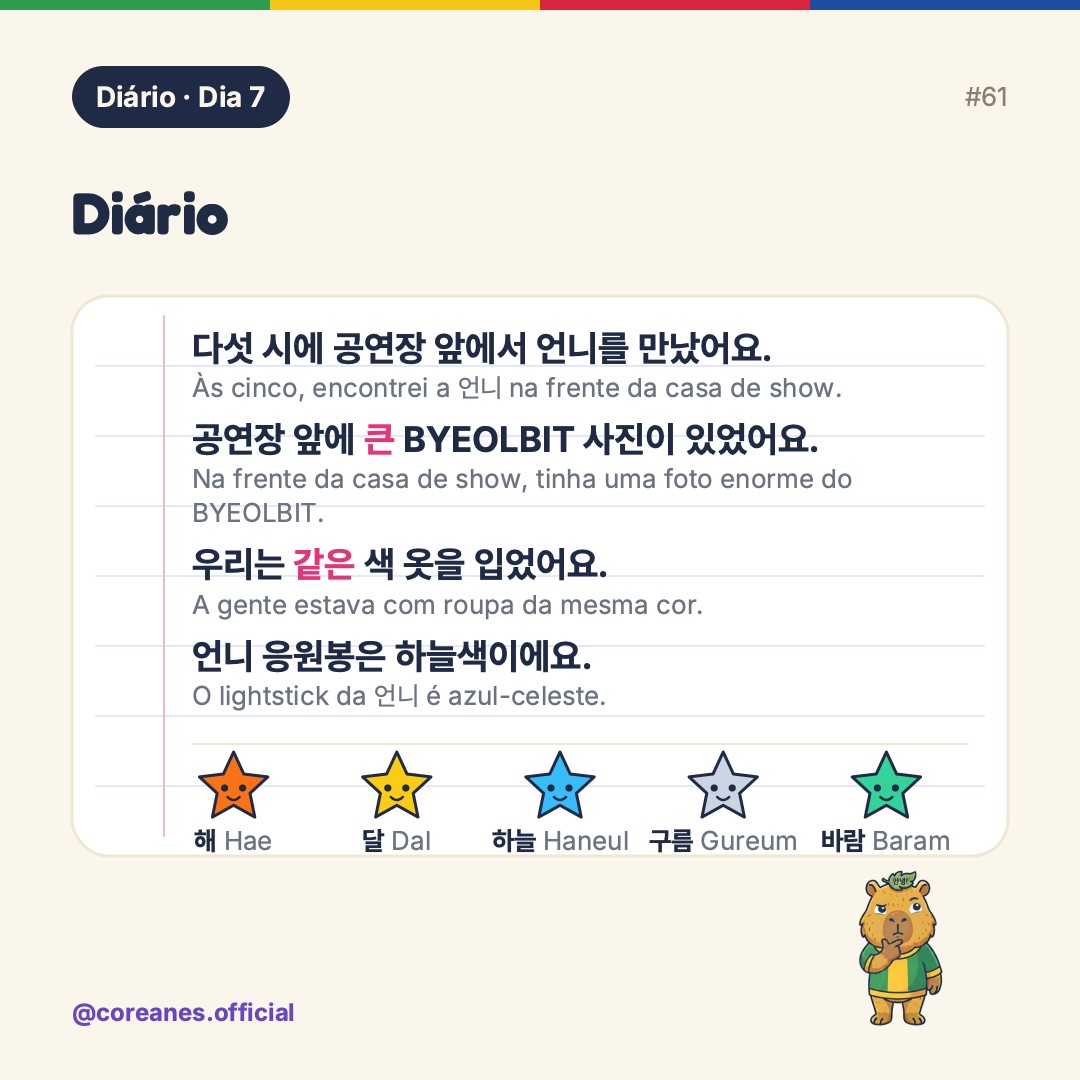 Diário · Dia 7
#61
Diário
다섯 시에 공연장 앞에서 언니를 만났어요.
Às cinco, encontrei a 언니 na frente da casa de show.
공연장 앞에 큰 BYEOLBIT 사진이 있었어요.
Na frente da casa de show, tinha uma foto enorme do
BYEOLBIT.
우리는 같은 색 옷을 입었어요.
A gente estava com roupa da mesma cor.
언니 응원봉은 하늘색이에요.
O lightstick da 언니 é azul-celeste.
해 Hae 달 Dal 하늘 Haneul 구름 Gureum 바람 Baram
안녕!
@coreanes.official